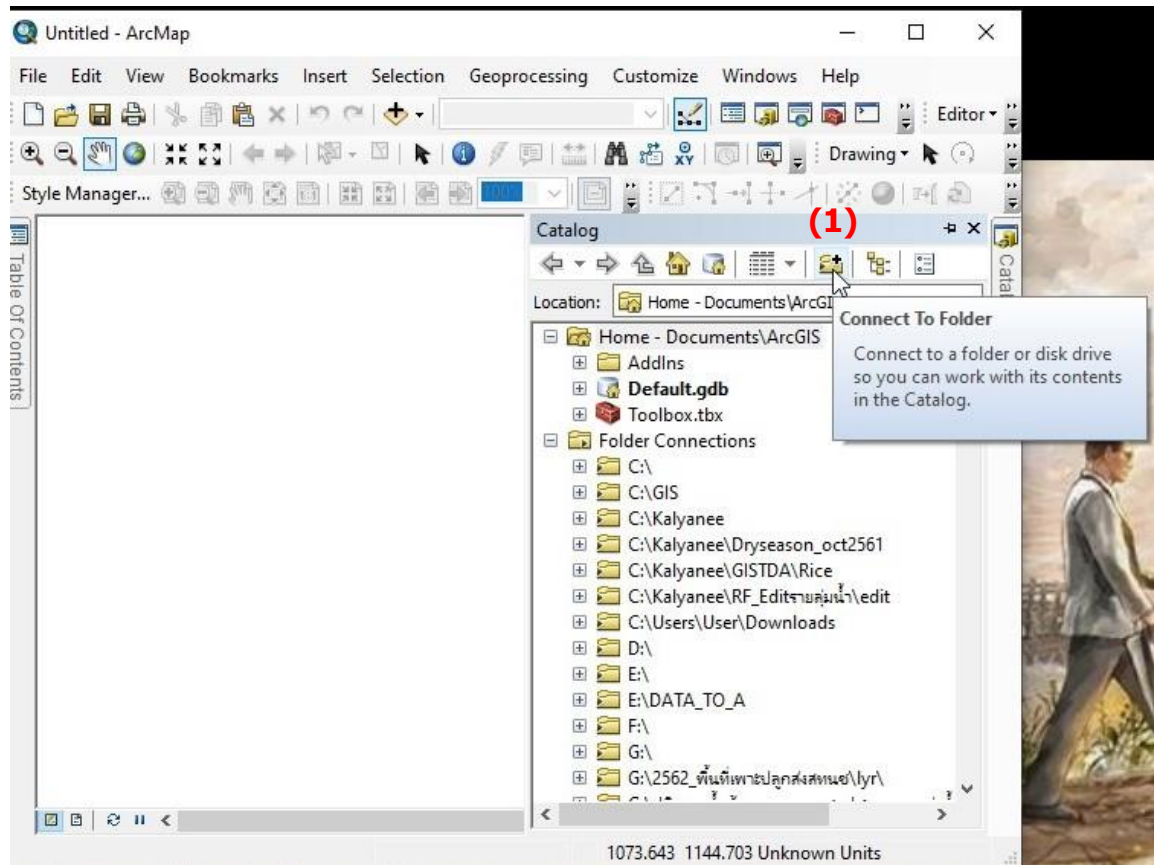 Untitled - ArcMap
File Edit View Bookmarks Insert Selection Geoprocessing Customize Windows Help
Editor
Drawing
Style Manager...
100%
(1)
Catalog
Table Of Contents
Location: Home - Documents\ArcGI
Connect To Folder
Connect to a folder or disk drive
so you can work with its contents
in the Catalog.
Home - Documents\ArcGIS
AddIns
Default.gdb
Toolbox.tbx
Folder Connections
C:\
C:\GIS
C:\Kalyanee
C:\Kalyanee\Dryseason_oct2561
C:\Kalyanee\GISTDA\Rice
C:\Kalyanee\RF_Editรายลุ่มน้ำ\edit
C:\Users\User\Downloads
D:\
E:\
E:\DATA_TO_A
F:\
G:\
G:\2562_พื้นที่เพาะปลูกส่งสทนช\lyr\
1073.643 1144.703 Unknown Units